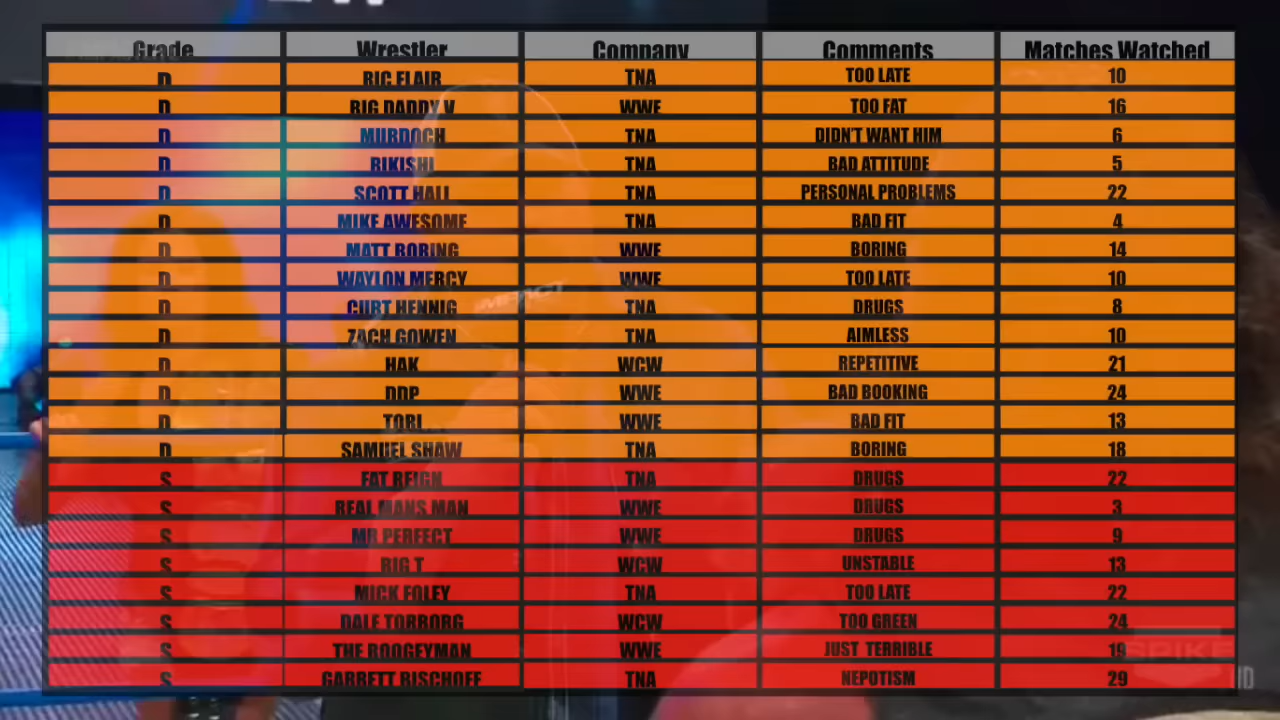 Grade Wrestler Company Comments Matches Watched
D RIC FLAIR TNA TOO LATE 10
D BIG DADDY V WWE TOO FAT 16
D MURDOCH TNA DIDN'T WANT HIM 6
D RIKISHI TNA BAD ATTITUDE 5
D SCOTT HALL TNA PERSONAL PROBLEMS 22
D MIKE AWESOME TNA BAD FIT 4
D MATT BORING WWE BORING 14
D WAYLON MERCY WWE TOO LATE 10
D CURT HENNIG TNA DRUGS 8
D ZACH GOWEN TNA AIMLESS 10
D HAK WCW REPETITIVE 21
D DDP WWE BAD BOOKING 24
D TORI WWE BAD FIT 13
D SAMUEL SHAW TNA BORING 18
S FAT REIGN TNA DRUGS 22
S REAL MANS MAN WWE DRUGS 3
S MR PERFECT WWE DRUGS 9
S BIG T WCW UNSTABLE 13
S MICK FOLEY TNA TOO LATE 22
S DALE TORBORG WCW TOO GREEN 24
S THE BOOGEYMAN WWE JUST TERRIBLE 19
S GARRETT BISCHOFF TNA NEPOTISM 29
IMPACT
SPIKE
HD